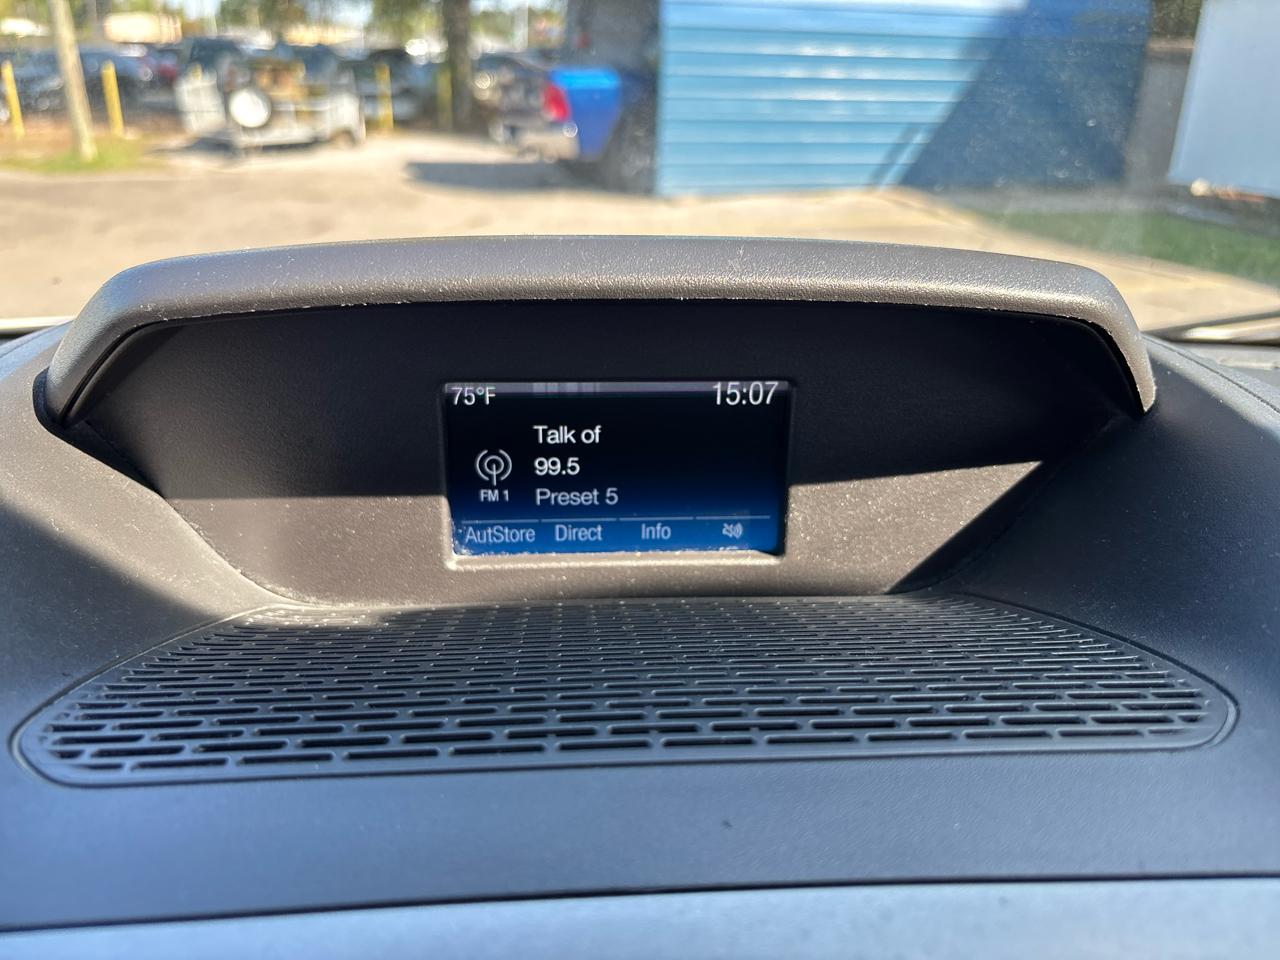 75°F 15:07
Talk of
99.5
FM 1 Preset 5
AutStore Direct Info